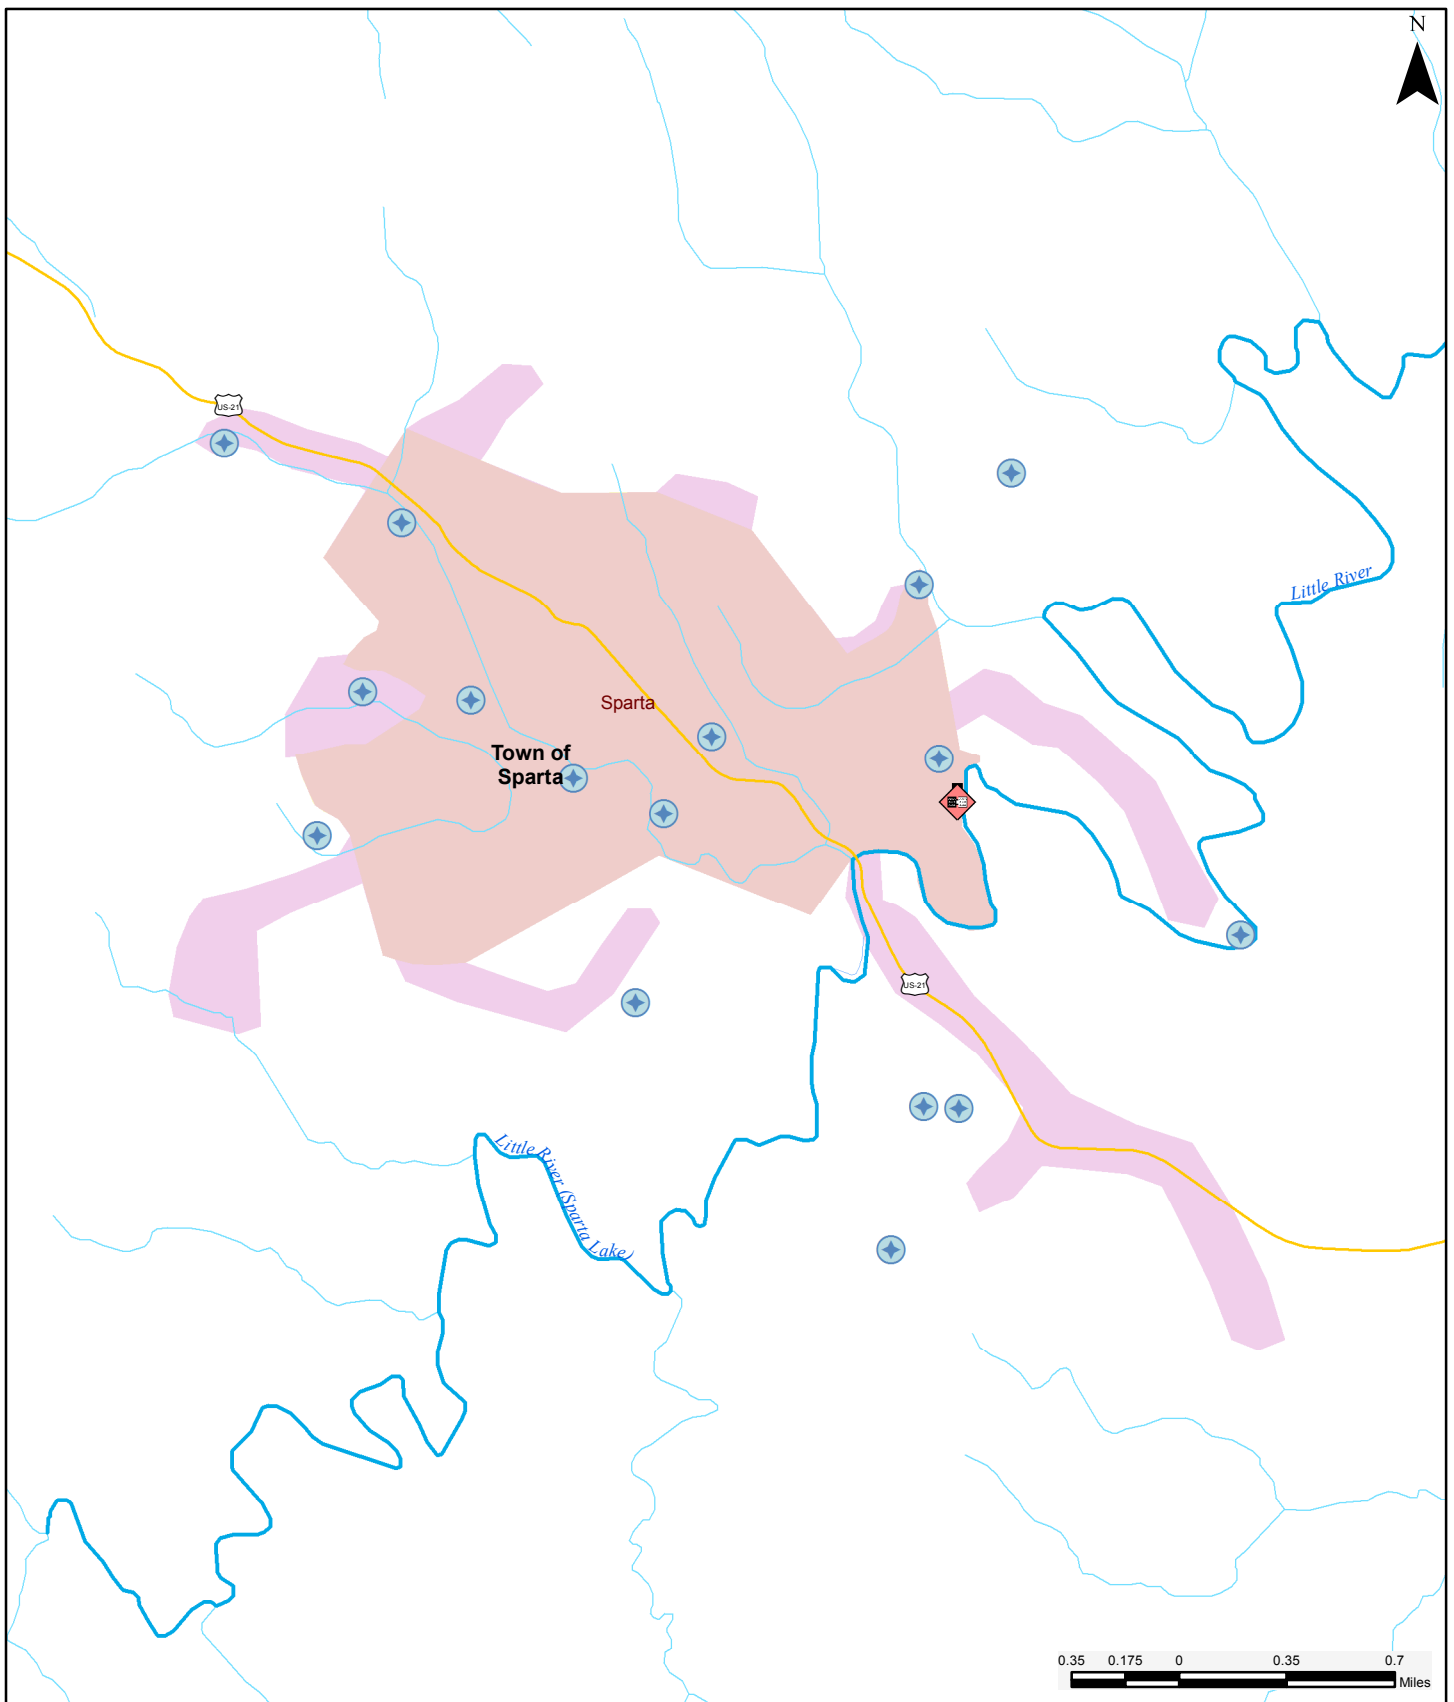 N
US-21
Little River
Sparta
Town of
Sparta
US-21
Little River (Sparta Lake)
0.35 0.175 0 0.35 0.7
Miles